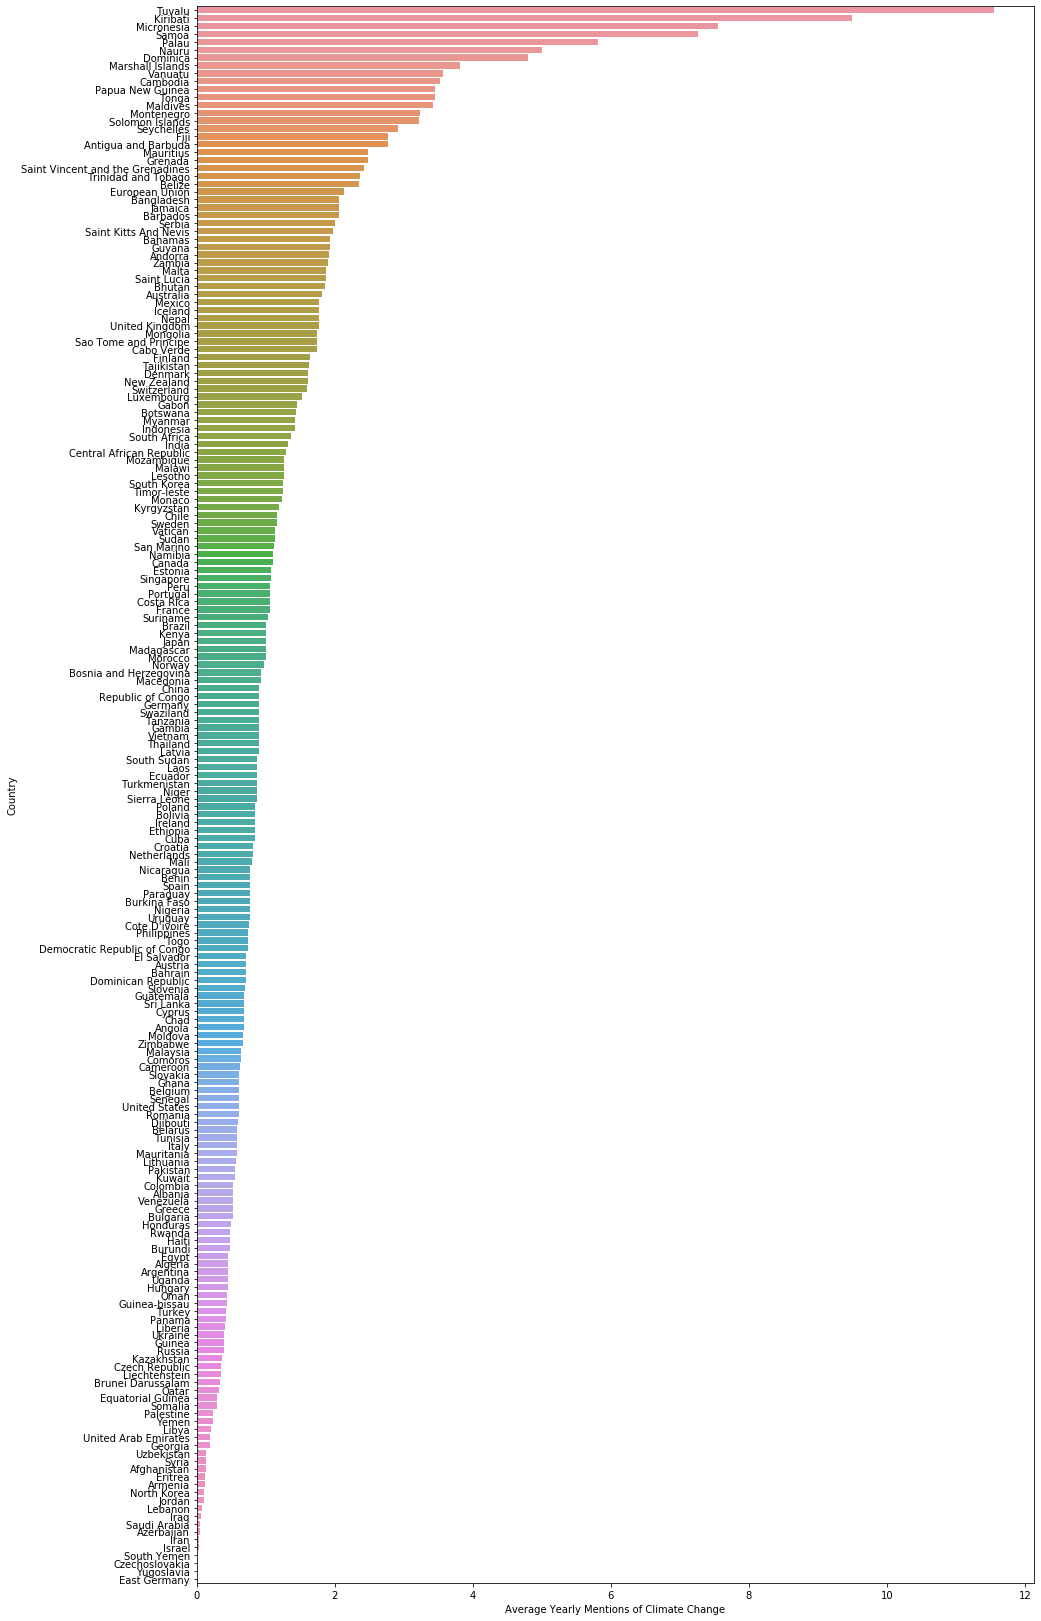 Tuvalu
Kiribati
Micronesia
Samoa
Palau
Nauru
Dominica
Marshall Islands
Vanuatu
Cambodia
Papua New Guinea
Tonga
Maldives
Montenegro
Solomon Islands
Seychelles
Fiji
Antigua and Barbuda
Mauritius
Grenada
Saint Vincent and the Grenadines
Trinidad and Tobago
Belize
European Union
Bangladesh
Jamaica
Barbados
Serbia
Saint Kitts And Nevis
Bahamas
Guyana
Andorra
Zambia
Malta
Saint Lucia
Bhutan
Australia
Mexico
Iceland
Nepal
United Kingdom
Mongolia
Sao Tome and Principe
Cabo Verde
Finland
Tajikistan
Denmark
New Zealand
Switzerland
Luxembourg
Gabon
Botswana
Myanmar
Indonesia
South Africa
India
Central African Republic
Mozambique
Malawi
Lesotho
South Korea
Timor-leste
Monaco
Kyrgyzstan
Chile
Sweden
Vatican
Sudan
San Marino
Namibia
Canada
Estonia
Singapore
Peru
Portugal
Costa Rica
France
Suriname
Brazil
Kenya
Japan
Madagascar
Morocco
Norway
Bosnia and Herzegovina
Macedonia
China
Republic of Congo
Germany
Swaziland
Tanzania
Gambia
Vietnam
Thailand
Latvia
South Sudan
Laos
Ecuador
Turkmenistan
Niger
Sierra Leone
Poland
Bolivia
Ireland
Ethiopia
Cuba
Croatia
Netherlands
Mali
Nicaragua
Benin
Spain
Paraguay
Burkina Faso
Nigeria
Uruguay
Cote D'ivoire
Philippines
Togo
Democratic Republic of Congo
El Salvador
Austria
Bahrain
Dominican Republic
Slovenia
Guatemala
Sri Lanka
Cyprus
Chad
Angola
Moldova
Zimbabwe
Malaysia
Comoros
Cameroon
Slovakia
Ghana
Belgium
Senegal
United States
Romania
Djibouti
Belarus
Tunisia
Italy
Mauritania
Lithuania
Pakistan
Kuwait
Colombia
Albania
Venezuela
Greece
Bulgaria
Honduras
Rwanda
Haiti
Burundi
Egypt
Algeria
Argentina
Uganda
Hungary
Oman
Guinea-bissau
Turkey
Panama
Liberia
Ukraine
Guinea
Russia
Kazakhstan
Czech Republic
Liechtenstein
Brunei Darussalam
Qatar
Equatorial Guinea
Somalia
Palestine
Yemen
Libya
United Arab Emirates
Georgia
Uzbekistan
Syria
Afghanistan
Eritrea
Armenia
North Korea
Jordan
Lebanon
Iraq
Saudi Arabia
Azerbaijan
Iran
Israel
South Yemen
Czechoslovakia
Yugoslavia
East Germany
Country
0 2 4 6 8 10 12
Average Yearly Mentions of Climate Change